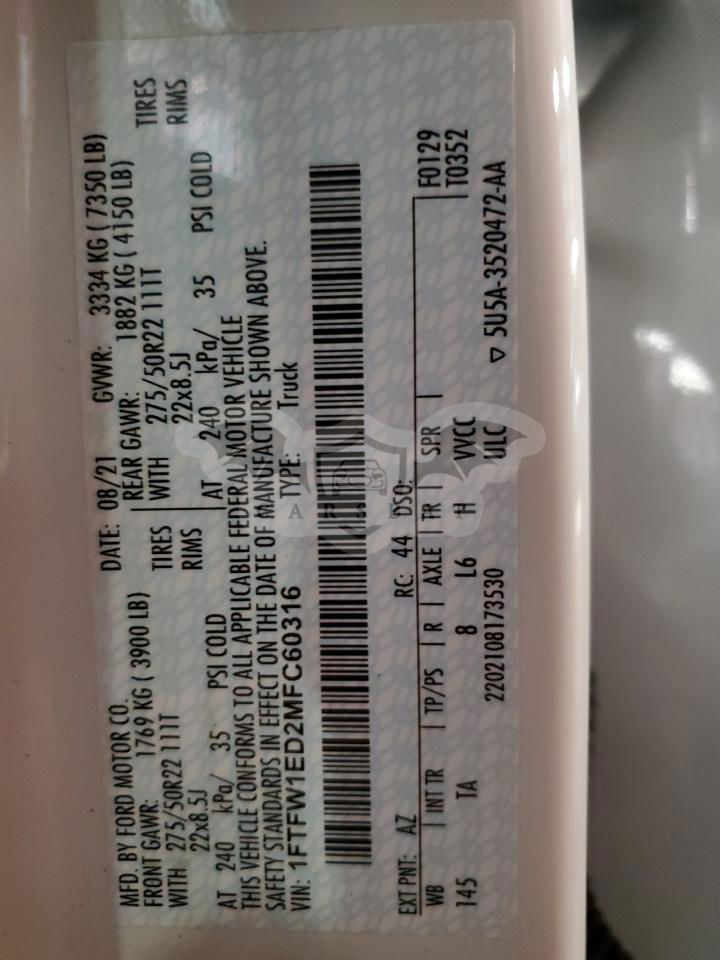 MFD. BY FORD MOTOR CO.
DATE: 08/21
GVWR: 3334 KG ( 7350 LB)
FRONT GAWR: 1769 KG ( 3900 LB)
REAR GAWR: 1882 KG ( 4150 LB)
WITH 275/50R22 111T TIRES
WITH 275/50R22 111T TIRES
22x8.5J RIMS
22x8.5J RIMS
AT 240 kPa/ 35 PSI COLD
AT 240 kPa/ 35 PSI COLD
THIS VEHICLE CONFORMS TO ALL APPLICABLE FEDERAL MOTOR VEHICLE
SAFETY STANDARDS IN EFFECT ON THE DATE OF MANUFACTURE SHOWN ABOVE.
VIN: 1FTFW1ED2MFC60316
TYPE: Truck
EXT PNT: AZ RC: 44 DSO: F0129
WB | INT TR | TP/PS | R | AXLE | TR | SPR | T0352
145 TA 8 L6 H VVCC
2202108173530 ULC
▽ 5U5A-3520472-AA